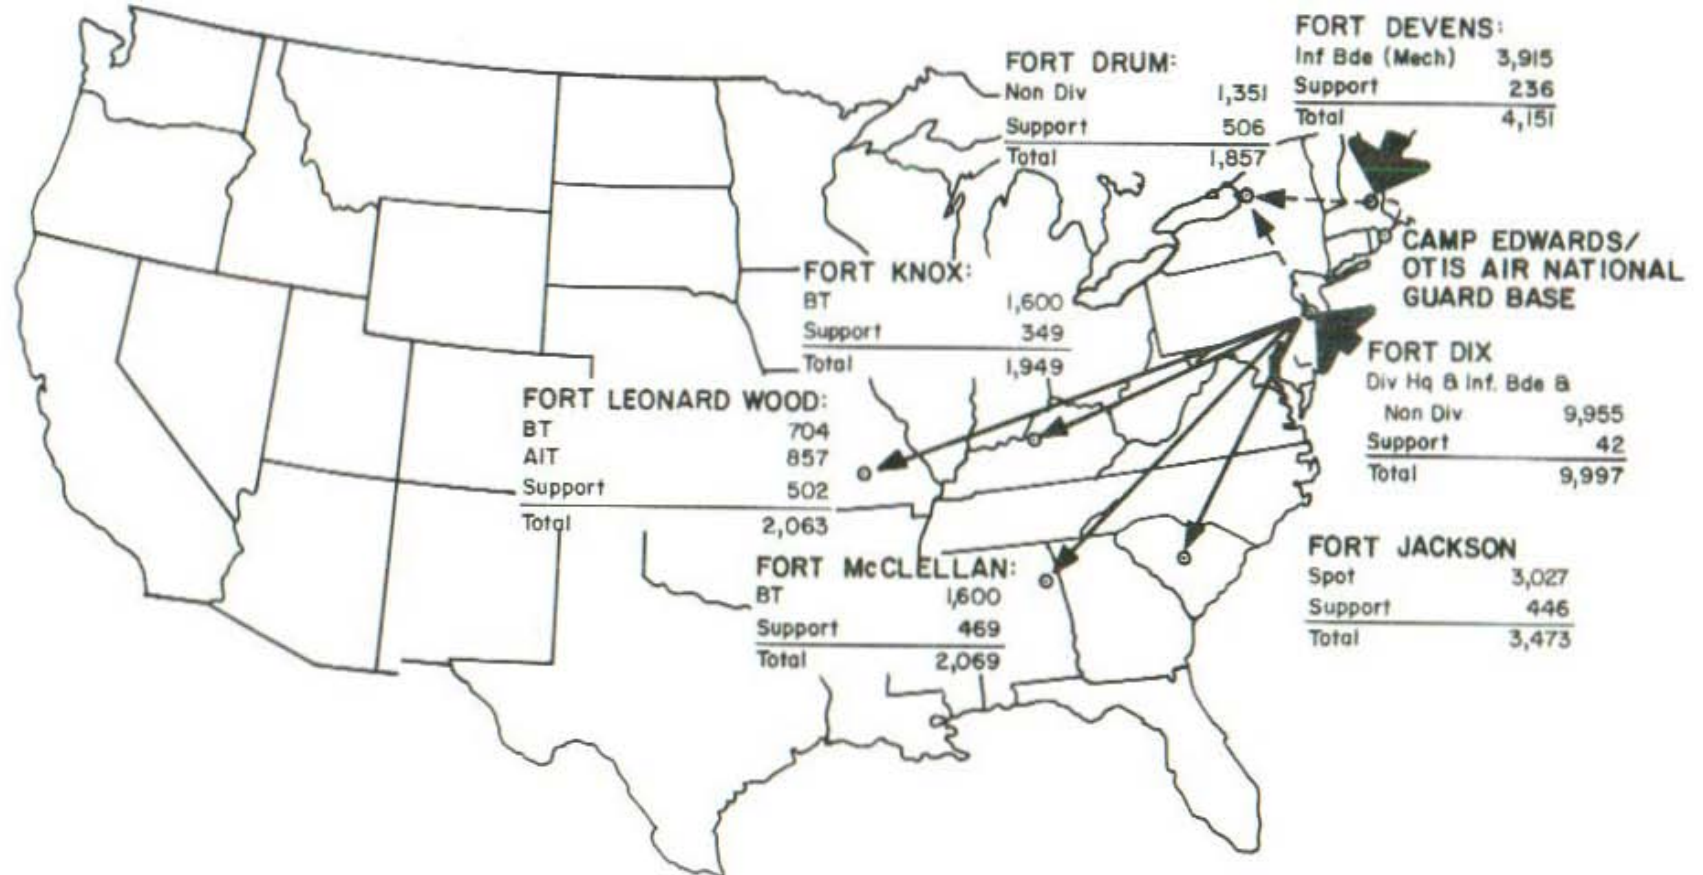 FORT DEVENS:
Inf Bde (Mech) 3,915
Support 236
Total 4,151
FORT DRUM:
Non Div 1,351
Support 506
Total 1,857
CAMP EDWARDS/
OTIS AIR NATIONAL
GUARD BASE
FORT KNOX:
BT 1,600
Support 349
Total 1,949
FORT DIX
Div Hq & Inf. Bde &
Non Div 9,955
Support 42
Total 9,997
FORT LEONARD WOOD:
BT 704
AIT 857
Support 502
Total 2,063
FORT McCLELLAN:
BT 1,600
Support 469
Total 2,069
FORT JACKSON
Spot 3,027
Support 446
Total 3,473